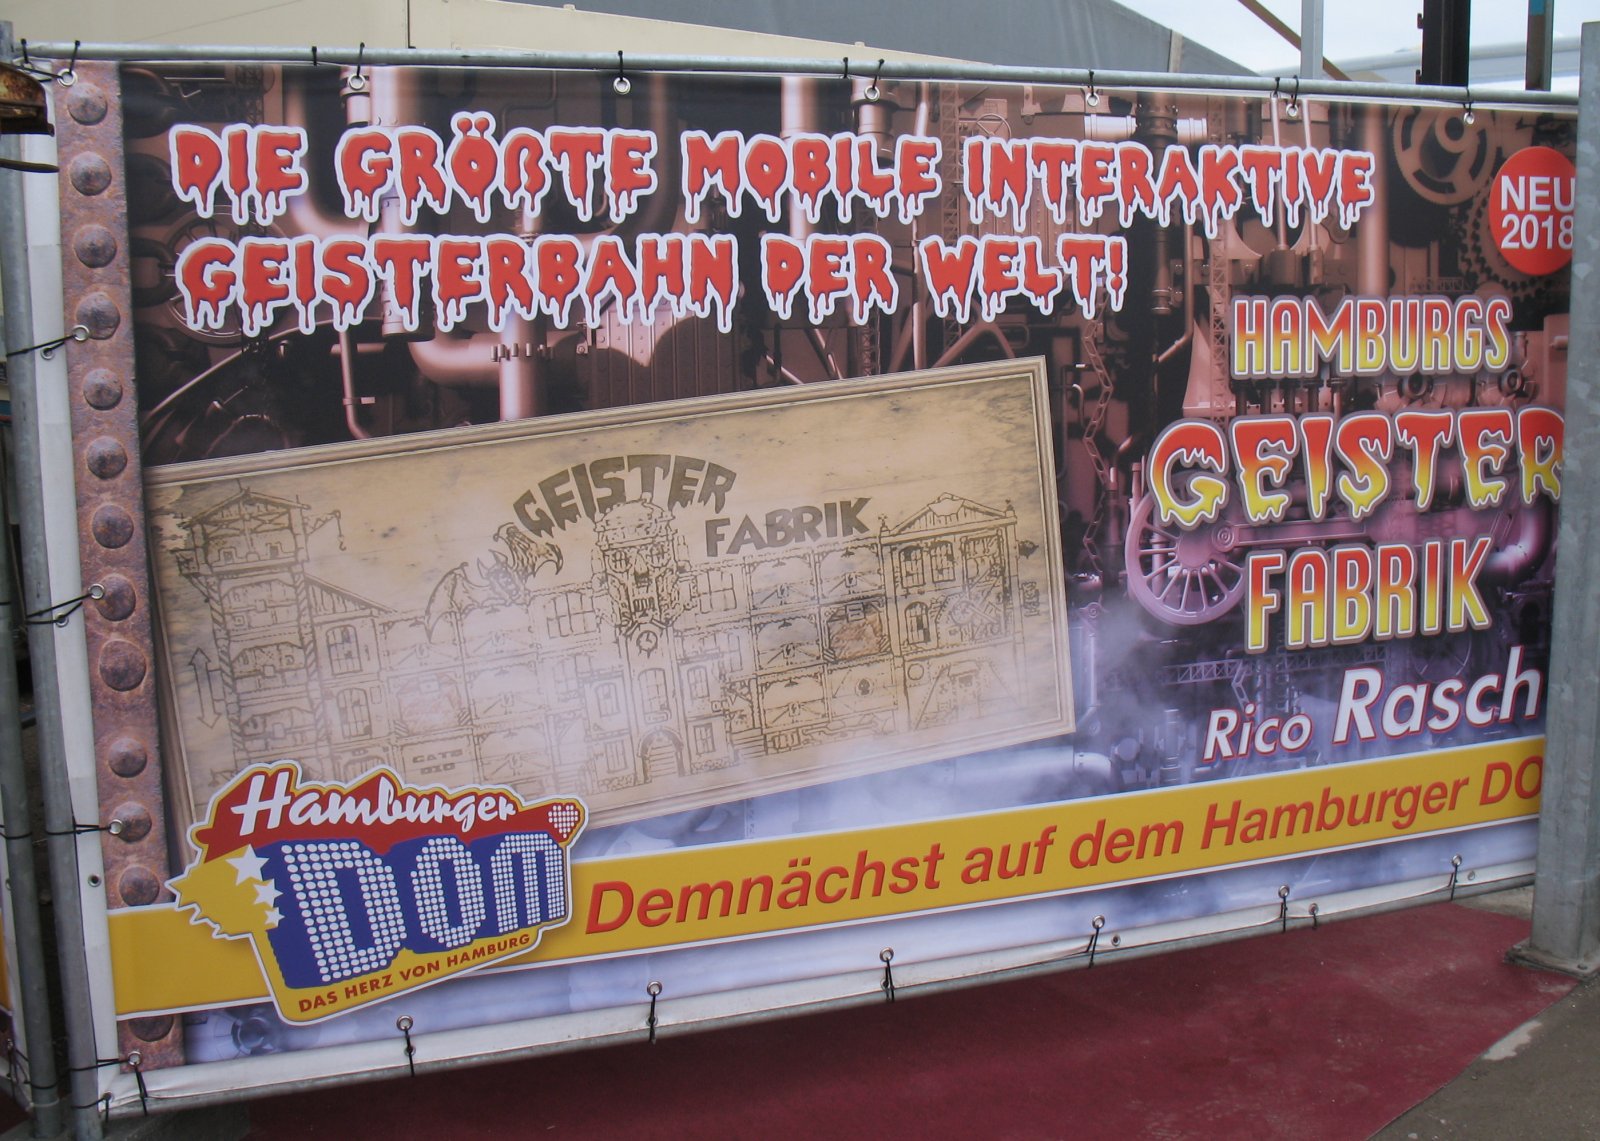 DIE GRÖßTE MOBILE INTERAKTIVE
GEISTERBAHN DER WELT!
NEU
2018
HAMBURGS
GEISTER
FABRIK
Rico Rasch
GEISTER
FABRIK
GATE
Hamburger
DOM
DAS HERZ VON HAMBURG
Demnächst auf dem Hamburger DO